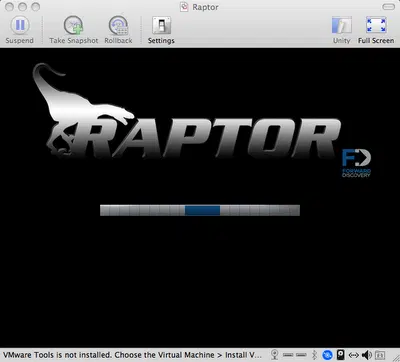 Raptor
Suspend
Take Snapshot
Rollback
Settings
Unity
Full Screen
RAPTOR
FD
FORWARD
DISCOVERY
VMware Tools is not installed. Choose the Virtual Machine > Install V...